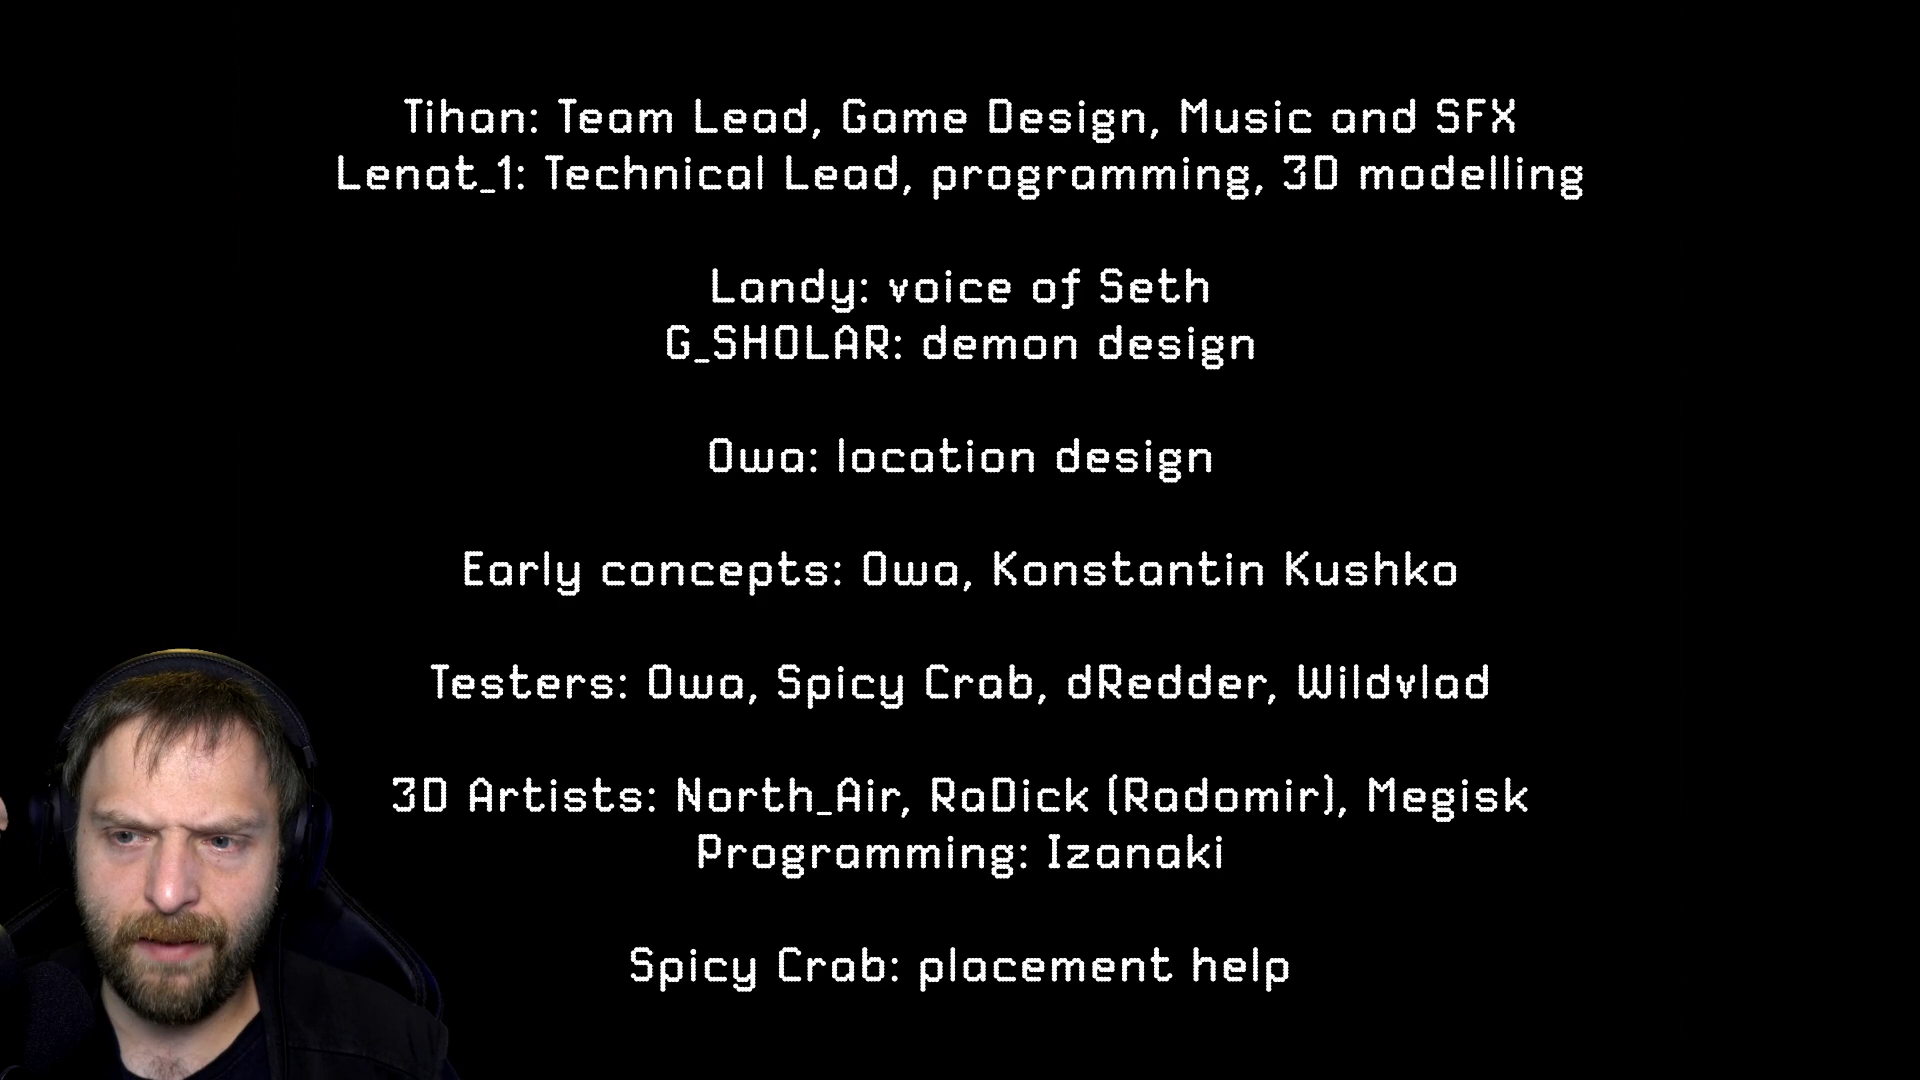 Tihan: Team Lead, Game Design, Music and SFX
Lenat_1: Technical Lead, programming, 3D modelling
Landy: voice of Seth
G_SHOLAR: demon design
Owa: location design
Early concepts: Owa, Konstantin Kushko
Testers: Owa, Spicy Crab, dRedder, Wildvlad
3D Artists: North_Air, RaDick (Radomir), Megisk
Programming: Izanaki
Spicy Crab: placement help